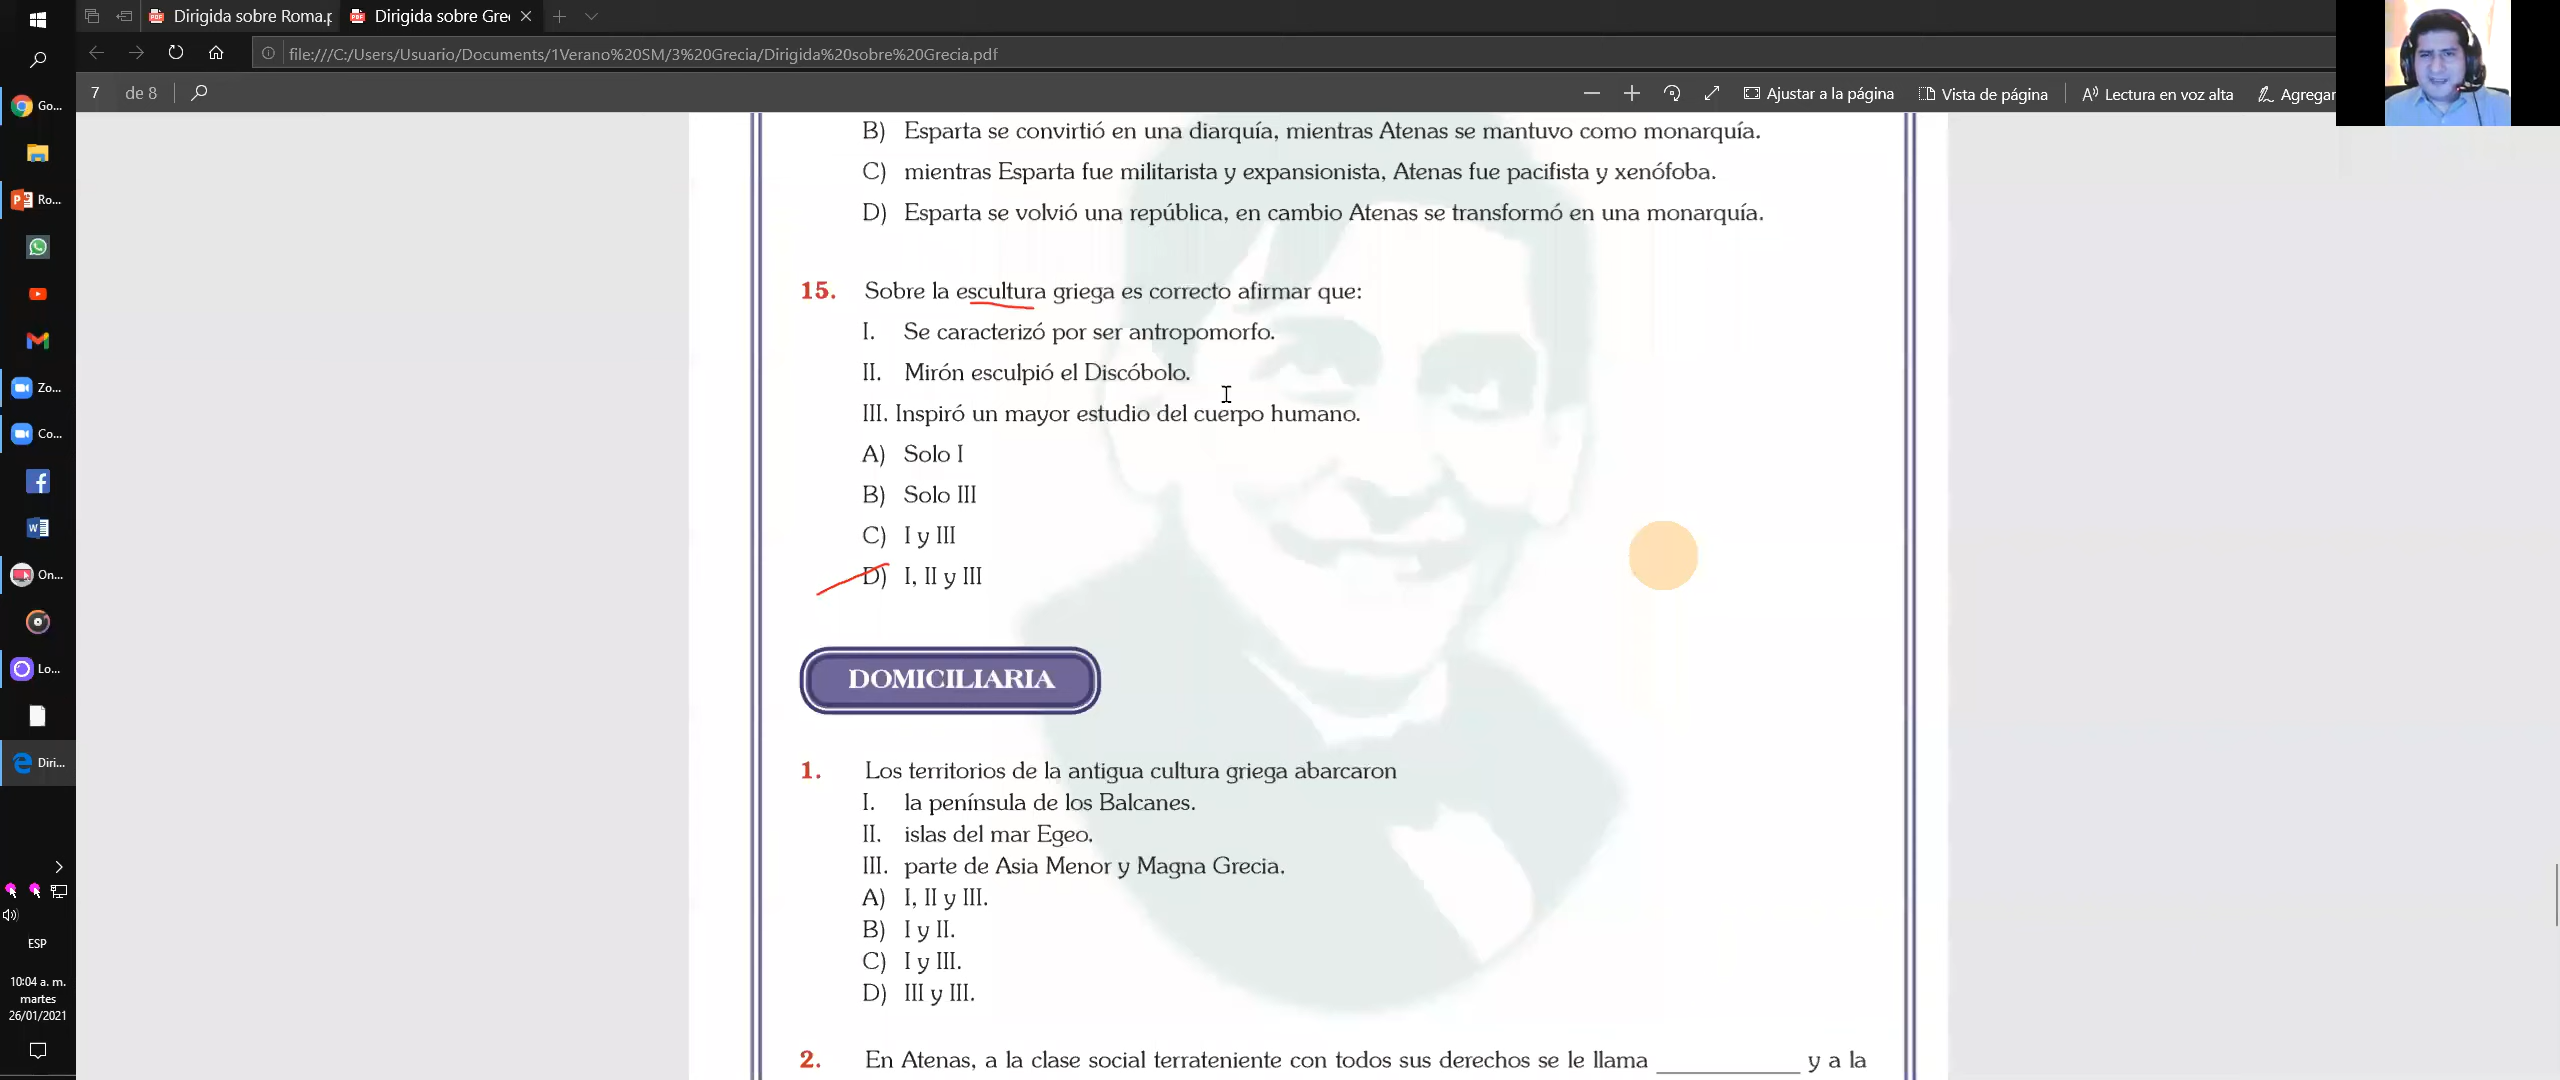 Dirigida sobre Roma.p
Dirigida sobre Gre
file:///C:/Users/Usuario/Documents/1Verano%20SM/3%20Grecia/Dirigida%20sobre%20Grecia.pdf
7 de 8
Ajustar a la página
Vista de página
Lectura en voz alta
Agregar
Go...
Ro...
Zo...
Co...
On...
Lo...
Diri...
ESP
10:04 a. m.
martes
26/01/2021
B) Esparta se convirtió en una diarquía, mientras Atenas se mantuvo como monarquía.
C) mientras Esparta fue militarista y expansionista, Atenas fue pacifista y xenófoba.
D) Esparta se volvió una república, en cambio Atenas se transformó en una monarquía.
15. Sobre la escultura griega es correcto afirmar que:
I. Se caracterizó por ser antropomorfo.
II. Mirón esculpió el Discóbolo.
III. Inspiró un mayor estudio del cuerpo humano.
A) Solo I
B) Solo III
C) I y III
D) I, II y III
DOMICILIARIA
1. Los territorios de la antigua cultura griega abarcaron
I. la península de los Balcanes.
II. islas del mar Egeo.
III. parte de Asia Menor y Magna Grecia.
A) I, II y III.
B) I y II.
C) I y III.
D) III y III.
2. En Atenas, a la clase social terrateniente con todos sus derechos se le llama ____________ y a la